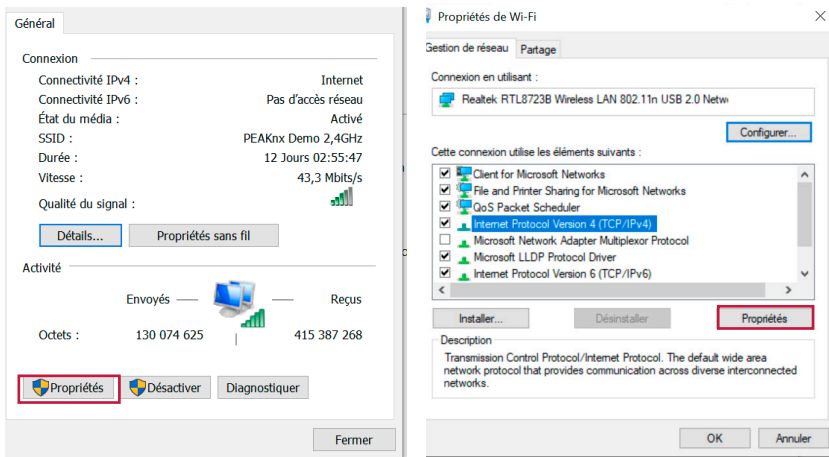 Général
Connexion
Connectivité IPv4 : Internet
Connectivité IPv6 : Pas d'accès réseau
État du média : Activé
SSID : PEAKnx Demo 2,4GHz
Durée : 12 Jours 02:55:47
Vitesse : 43,3 Mbits/s
Qualité du signal :
Détails... Propriétés sans fil
Activité
Envoyés Reçus
Octets : 130 074 625 415 387 268
Propriétés Désactiver Diagnostiquer
Fermer
Propriétés de Wi-Fi
Gestion de réseau Partage
Connexion en utilisant :
Realtek RTL8723B Wireless LAN 802.11n USB 2.0 Netw
Configurer...
Cette connexion utilise les éléments suivants :
Client for Microsoft Networks
File and Printer Sharing for Microsoft Networks
QoS Packet Scheduler
Internet Protocol Version 4 (TCP/IPv4)
Microsoft Network Adapter Multiplexor Protocol
Microsoft LLDP Protocol Driver
Internet Protocol Version 6 (TCP/IPv6)
Installer... Désinstaller Propriétés
Description
Transmission Control Protocol/Internet Protocol. The default wide area
network protocol that provides communication across diverse interconnected
networks.
OK Annuler